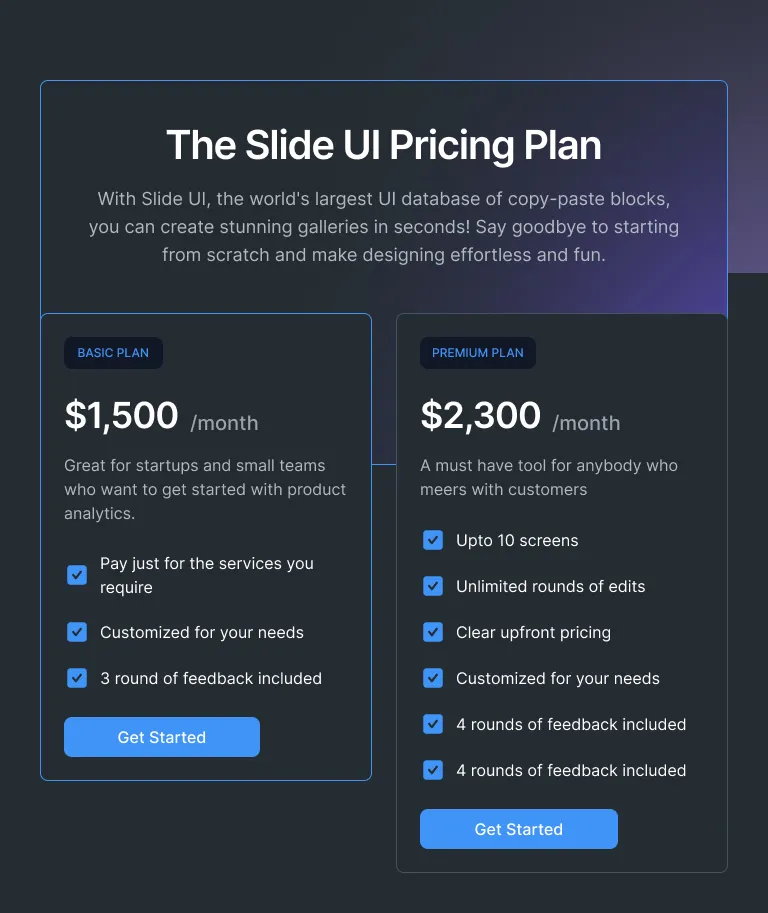 The Slide UI Pricing Plan
With Slide UI, the world's largest UI database of copy-paste blocks,
you can create stunning galleries in seconds! Say goodbye to starting
from scratch and make designing effortless and fun.
BASIC PLAN
$1,500 /month
Great for startups and small teams
who want to get started with product
analytics.
Pay just for the services you
require
Customized for your needs
3 round of feedback included
Get Started
PREMIUM PLAN
$2,300 /month
A must have tool for anybody who
meers with customers
Upto 10 screens
Unlimited rounds of edits
Clear upfront pricing
Customized for your needs
4 rounds of feedback included
4 rounds of feedback included
Get Started